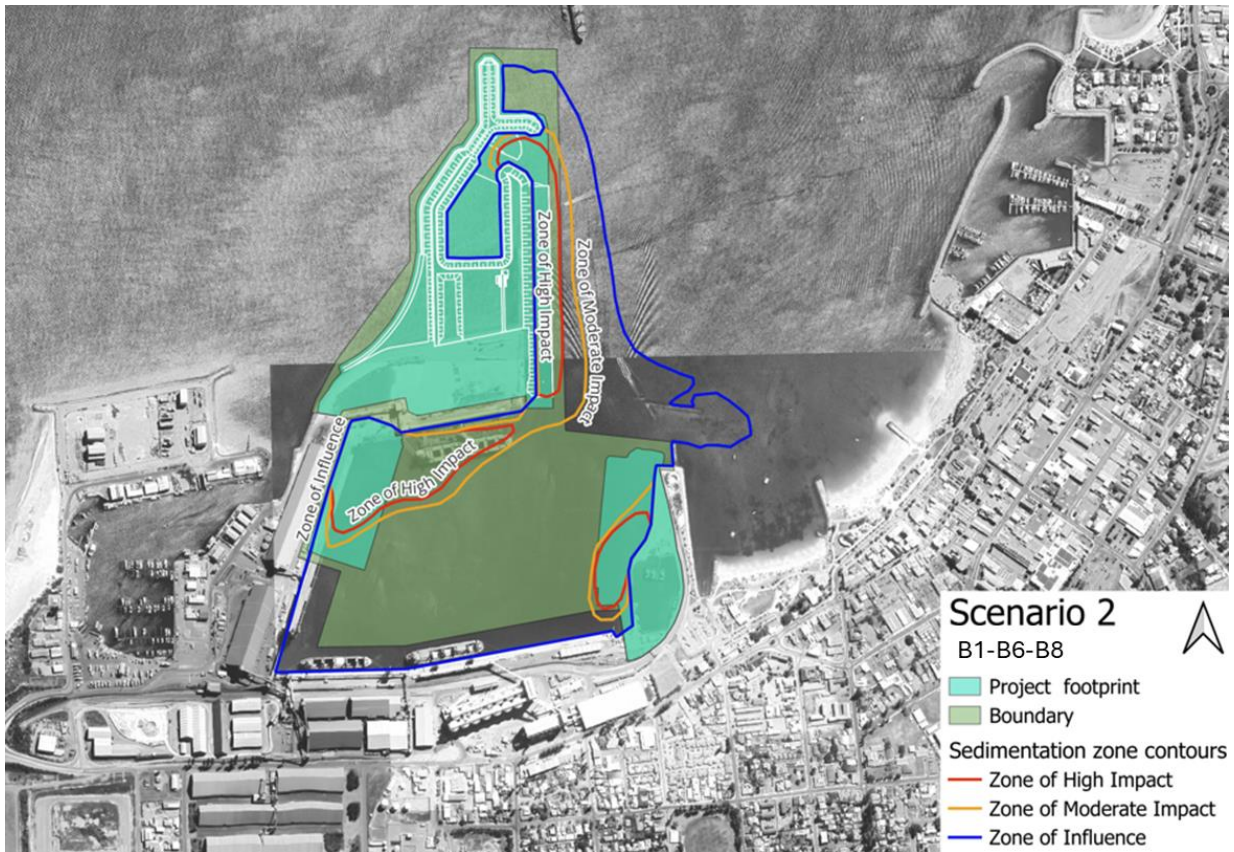 Zone of High Impact
Zone of Moderate Impact
Zone of Influence
Zone of High Impact
Scenario 2
B1-B6-B8
Project footprint
Boundary
Sedimentation zone contours
Zone of High Impact
Zone of Moderate Impact
Zone of Influence